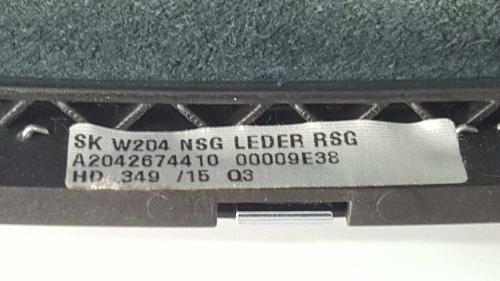 SK W204 NSG LEDER RSG
A2042674410 00009E38
HD 349 /15 Q3